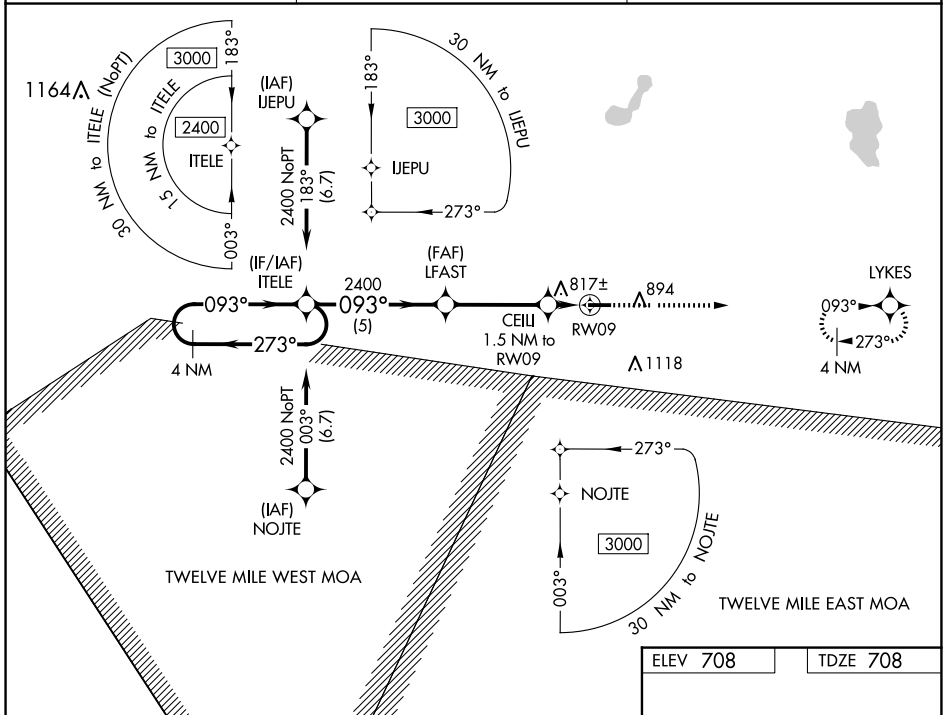 1164
30 NM to ITELE (NoPT)
15 NM to ITELE
3000
2400
ITELE
183°
003°
(IAF)
IJEPU
2400 NoPT
183°
(6.7)
183°
30 NM to IJEPU
3000
IJEPU
273°
(IF/IAF)
ITELE
093°
273°
4 NM
2400
093°
(5)
(FAF)
LFAST
CEILI
1.5 NM to
RW09
817±
RW09
894
1118
LYKES
093°
273°
4 NM
2400 NoPT
003°
(6.7)
(IAF)
NOJTE
273°
NOJTE
3000
003°
30 NM to NOJTE
TWELVE MILE WEST MOA
TWELVE MILE EAST MOA
ELEV 708
TDZE 708